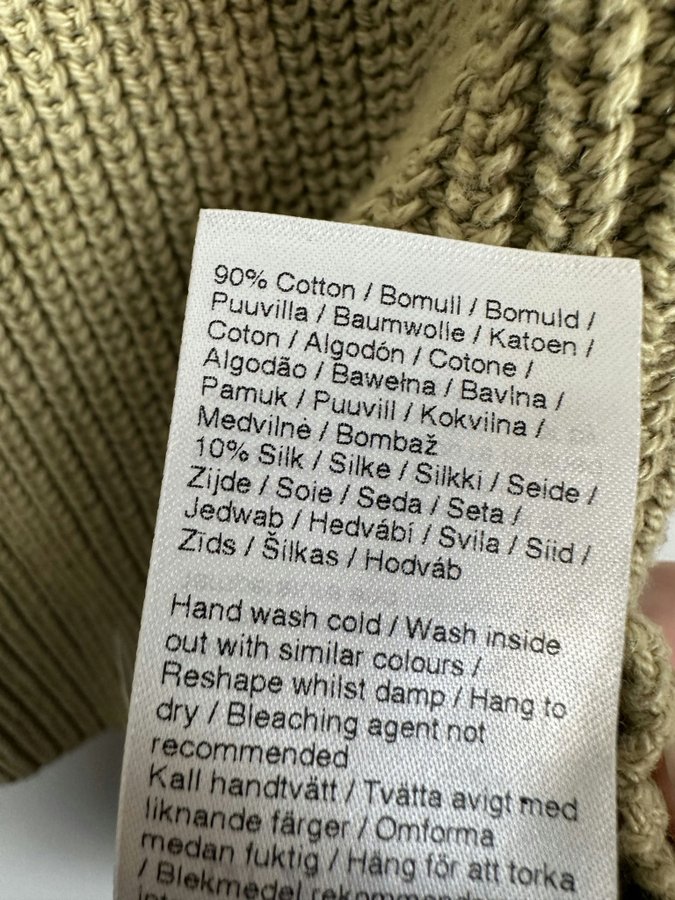 90% Cotton / Bomull / Bomuld /
Puuvilla / Baumwolle / Katoen /
Coton / Algodón / Cotone /
Algodão / Bawełna / Bavlna /
Pamuk / Puuvill / Kokvilna /
Medvilnė / Bombaž
10% Silk / Silke / Silkki / Seide /
Zijde / Soie / Seda / Seta /
Jedwab / Hedvábí / Svila / Siid /
Zīds / Šilkas / Hodváb
Hand wash cold / Wash inside
out with similar colours /
Reshape whilst damp / Hang to
dry / Bleaching agent not
recommended
Kall handtvätt / Tvätta avigt med
liknande färger / Omforma
medan fuktig / Häng för att torka
/ Blekmedel rekommenderas